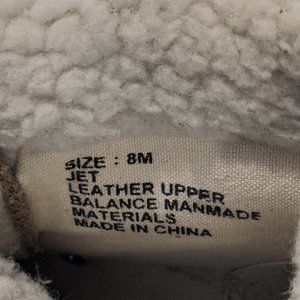 SIZE : 8M
JET
LEATHER UPPER
BALANCE MANMADE
MATERIALS
MADE IN CHINA